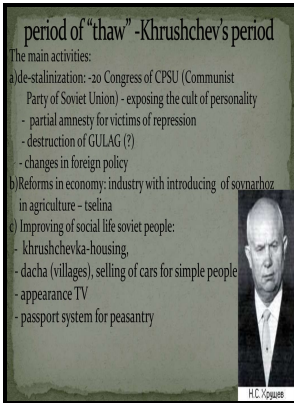 period of “thaw” -Khrushchev’s period
The main activities:
a)de-stalinization: -20 Congress of CPSU (Communist
Party of Soviet Union) - exposing the cult of personality
- partial amnesty for victims of repression
- destruction of GULAG (?)
- changes in foreign policy
b)Reforms in economy: industry with introducing of sovnarhoz
in agriculture – tselina
c) Improving of social life soviet people:
- khrushchevka-housing,
- dacha (villages), selling of cars for simple people
- appearance TV
- passport system for peasantry
Н.С.Хрущев